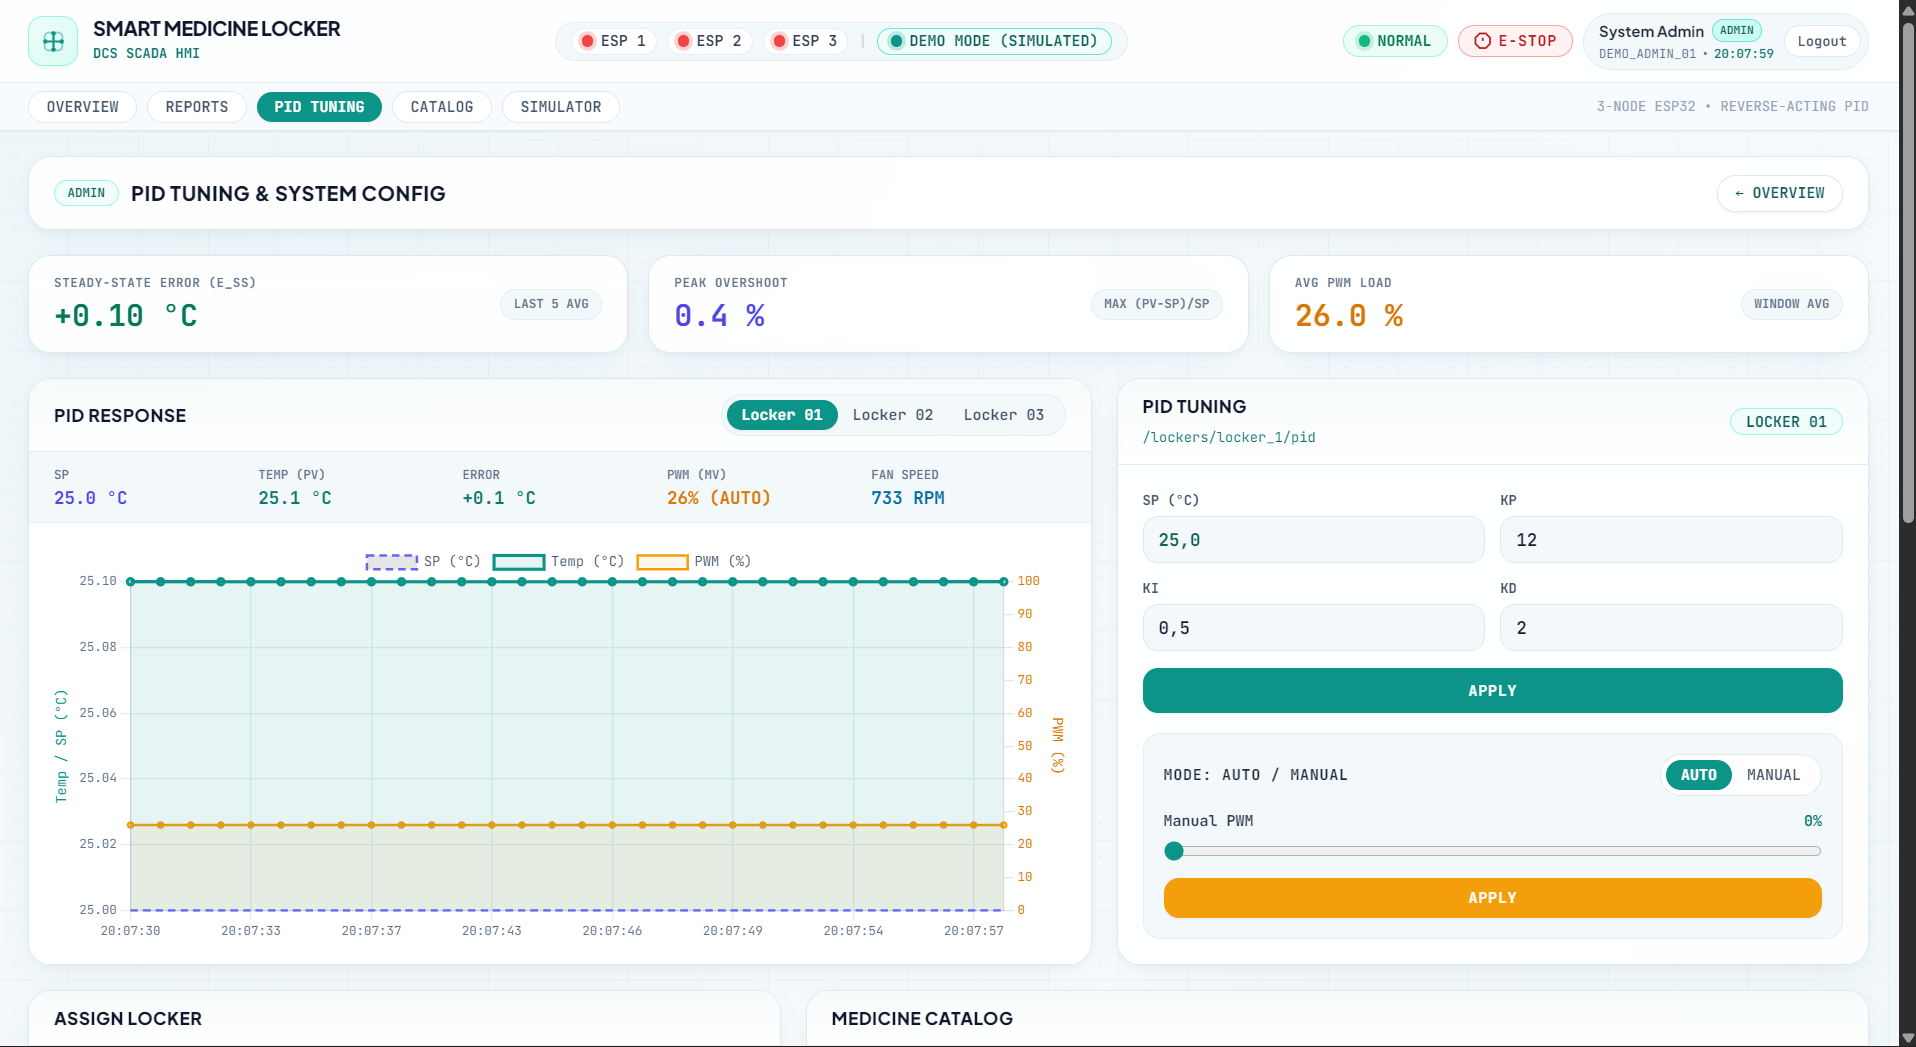 SMART MEDICINE LOCKER
DCS SCADA HMI
ESP 1
ESP 2
ESP 3
DEMO MODE (SIMULATED)
NORMAL
E-STOP
System Admin
ADMIN
DEMO_ADMIN_01 • 20:07:59
Logout
OVERVIEW
REPORTS
PID TUNING
CATALOG
SIMULATOR
3-NODE ESP32 • REVERSE-ACTING PID
ADMIN
PID TUNING & SYSTEM CONFIG
← OVERVIEW
STEADY-STATE ERROR (E_SS)
+0.10 °C
LAST 5 AVG
PEAK OVERSHOOT
0.4 %
MAX (PV-SP)/SP
AVG PWM LOAD
26.0 %
WINDOW AVG
PID RESPONSE
Locker 01
Locker 02
Locker 03
SP
25.0 °C
TEMP (PV)
25.1 °C
ERROR
+0.1 °C
PWM (MV)
26% (AUTO)
FAN SPEED
733 RPM
SP (°C)
Temp (°C)
PWM (%)
Temp / SP (°C)
25.10
25.08
25.06
25.04
25.02
25.00
100
90
80
70
60
50
40
30
20
10
0
PWM (%)
20:07:30
20:07:33
20:07:37
20:07:43
20:07:46
20:07:49
20:07:54
20:07:57
PID TUNING
/lockers/locker_1/pid
LOCKER 01
SP (°C)
25,0
KP
12
KI
0,5
KD
2
APPLY
MODE: AUTO / MANUAL
AUTO
MANUAL
Manual PWM
0%
APPLY
ASSIGN LOCKER
MEDICINE CATALOG